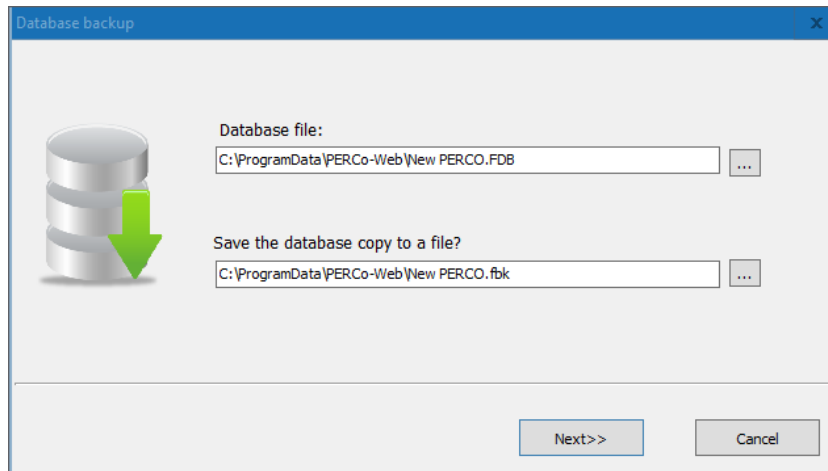 Database backup
x
Database file:
C:\ProgramData\PERCo-Web\New PERCO.FDB
...
Save the database copy to a file?
C:\ProgramData\PERCo-Web\New PERCO.fbk
...
Next>>
Cancel